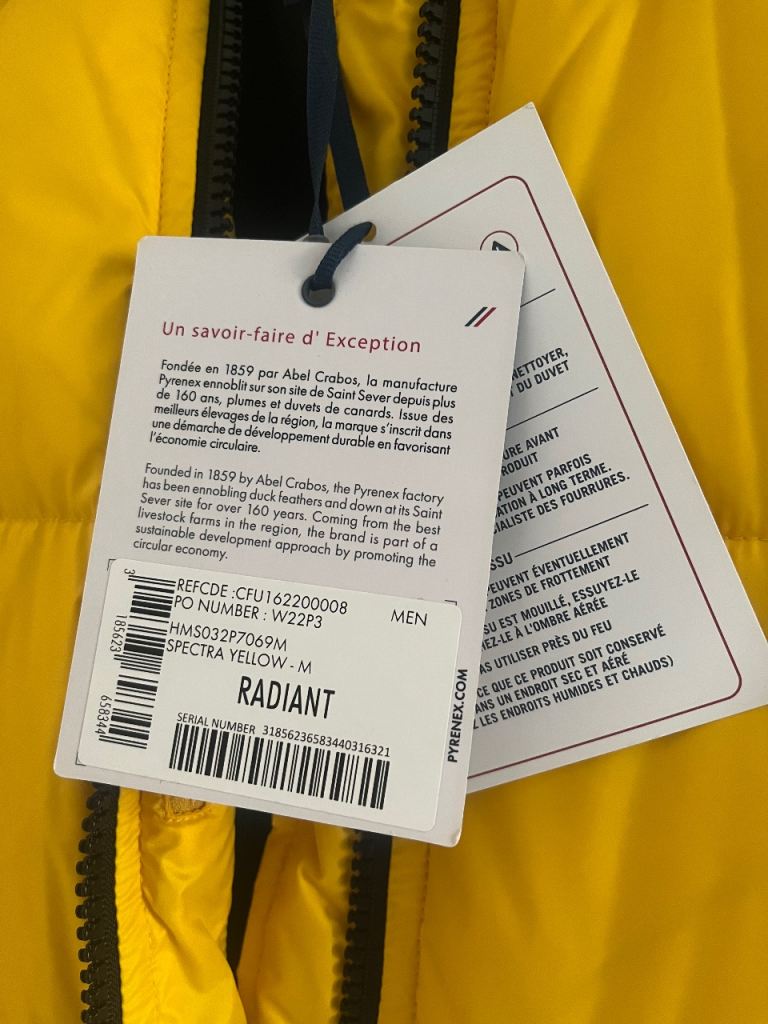 Un savoir-faire d' Exception
Fondée en 1859 par Abel Crabos, la manufacture
Pyrenex ennoblit sur son site de Saint Sever depuis plus
de 160 ans, plumes et duvets de canards. Issue des
meilleurs élevages de la région, la marque s'inscrit dans
une démarche de développement durable en favorisant
l'économie circulaire.
Founded in 1859 by Abel Crabos, the Pyrenex factory
has been ennobling duck feathers and down at its Saint
Sever site for over 160 years. Coming from the best
livestock farms in the region, the brand is part of a
sustainable development approach by promoting the
circular economy.
3 185623 658344
REFCDE :CFU162200008
PO NUMBER : W22P3 MEN
HMS032P7069M
SPECTRA YELLOW - M
RADIANT
SERIAL NUMBER 31856236583440316321
PYRENEX.COM
NETTOYER,
DU DUVET
URE AVANT
RODUIT
PEUVENT PARFOIS
ATION À LONG TERME.
IALISTE DES FOURRURES.
SSU
EUVENT ÉVENTUELLEMENT
ZONES DE FROTTEMENT
SU EST MOUILLÉ, ESSUYEZ-LE
EZ-LE À L'OMBRE AÉRÉE
AS UTILISER PRÈS DU FEU
CE QUE CE PRODUIT SOIT CONSERVÉ
ANS UN ENDROIT SEC ET AÉRÉ
Z LES ENDROITS HUMIDES ET CHAUDS)